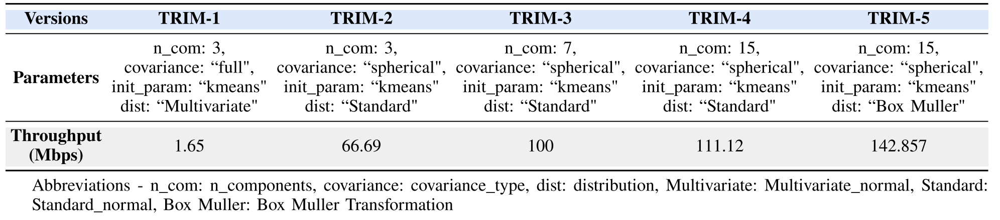 Versions TRIM-1 TRIM-2 TRIM-3 TRIM-4 TRIM-5
n_com: 3, n_com: 3, n_com: 7, n_com: 15, n_com: 15,
covariance: “full", covariance: “spherical", covariance: “spherical", covariance: “spherical", covariance: “spherical",
Parameters
init_param: “kmeans" init_param: “kmeans" init_param: “kmeans" init_param: “kmeans" init_param: “kmeans"
dist: “Multivariate" dist: “Standard" dist: “Standard" dist: “Standard" dist: “Box Muller"
Throughput
(Mbps) 1.65 66.69 100 111.12 142.857
Abbreviations - n_com: n_components, covariance: covariance_type, dist: distribution, Multivariate: Multivariate_normal, Standard:
Standard_normal, Box Muller: Box Muller Transformation